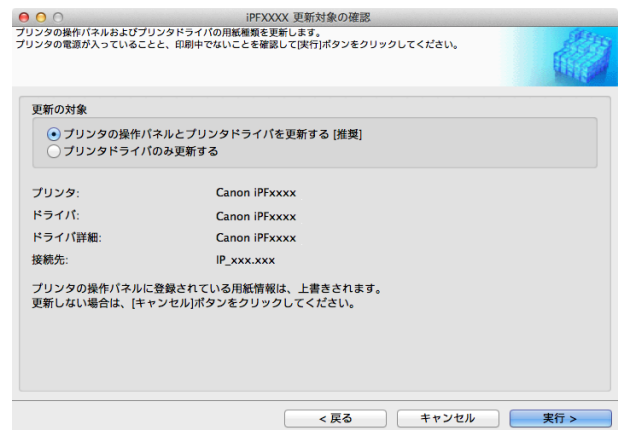 iPFXXXX 更新対象の確認
プリンタの操作パネルおよびプリンタドライバの用紙種類を更新します。
プリンタの電源が入っていることと、印刷中でないことを確認して[実行]ボタンをクリックしてください。
更新の対象
プリンタの操作パネルとプリンタドライバを更新する [推奨]
プリンタドライバのみ更新する
プリンタ: Canon iPFxxxx
ドライバ: Canon iPFxxxx
ドライバ詳細: Canon iPFxxxx
接続先: IP_xxx.xxx
プリンタの操作パネルに登録されている用紙情報は、上書きされます。
更新しない場合は、[キャンセル]ボタンをクリックしてください。
< 戻る キャンセル 実行 >